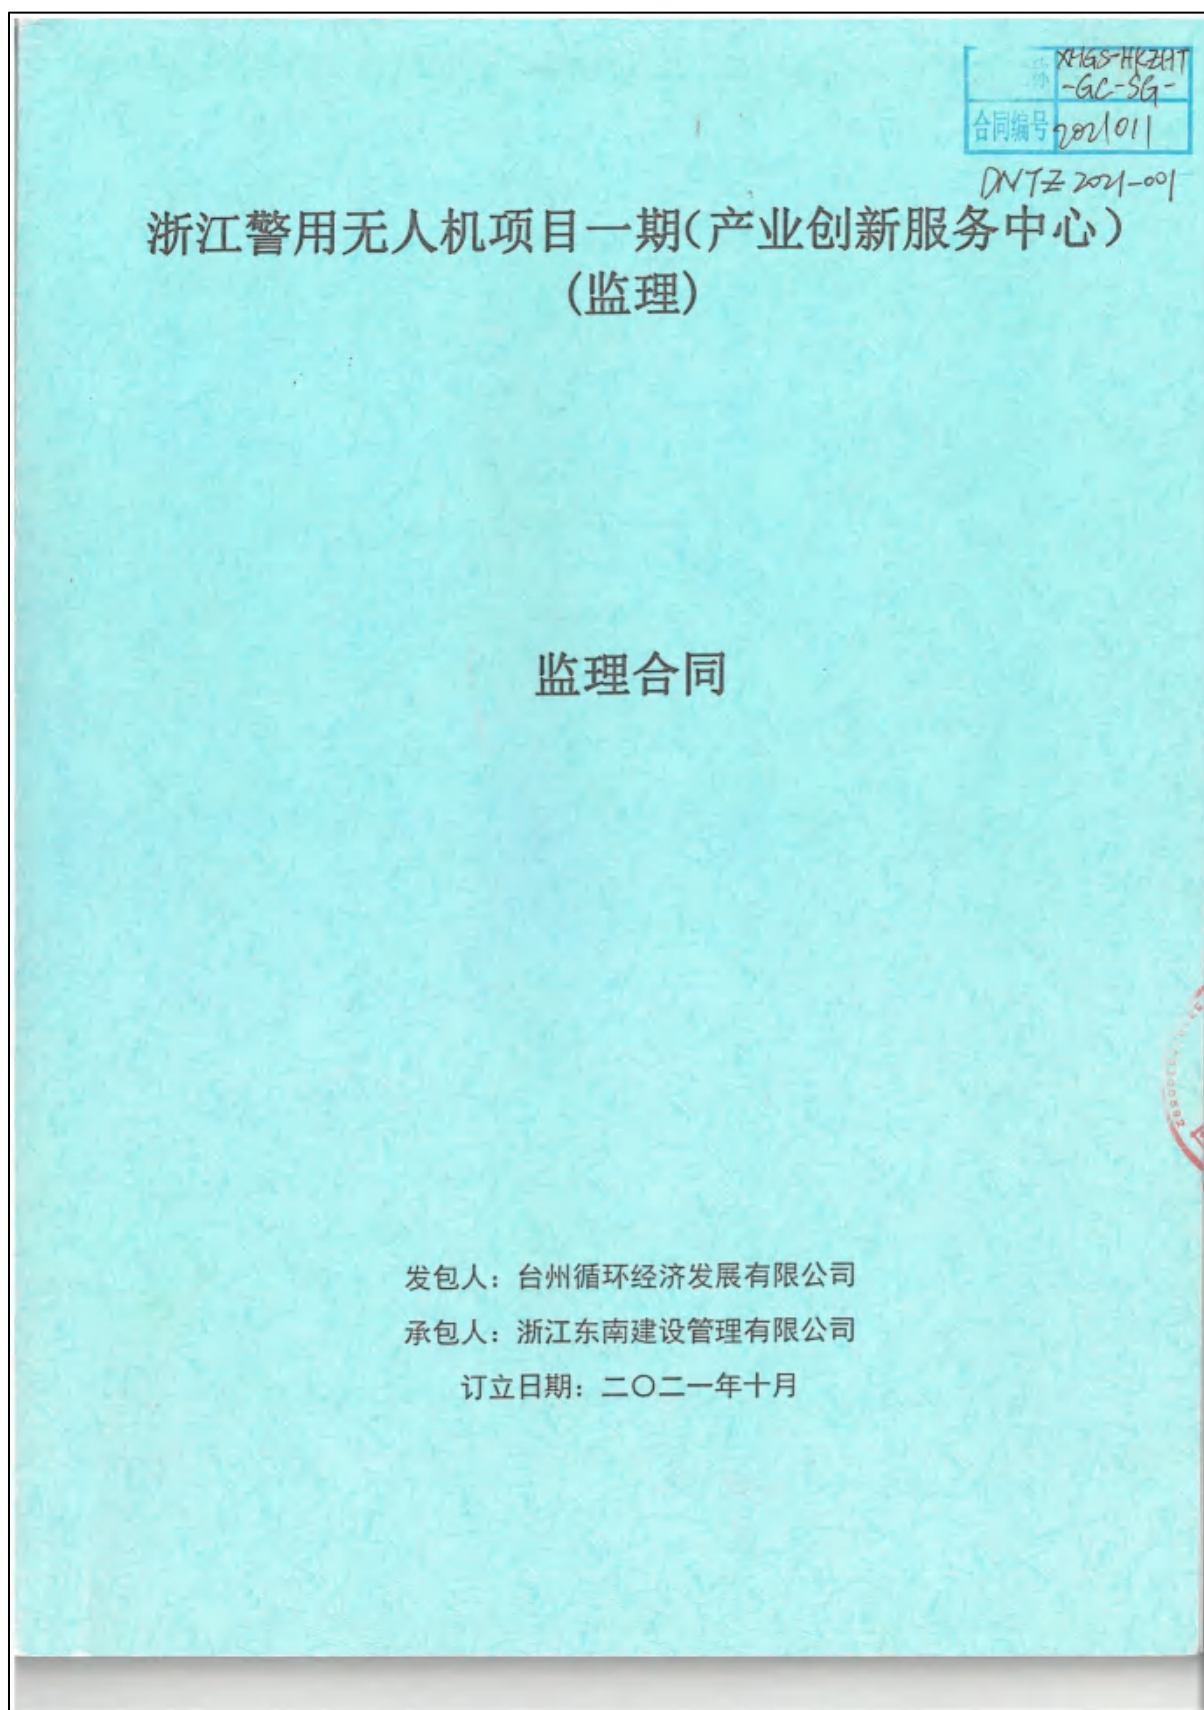 XHGS-HKZHT
-GC-SG-
合同编号 2021011
DNTZ 2021-001
浙江警用无人机项目一期(产业创新服务中心)
(监理)
监理合同
发包人：台州循环经济发展有限公司
承包人：浙江东南建设管理有限公司
订立日期：二〇二一年十月